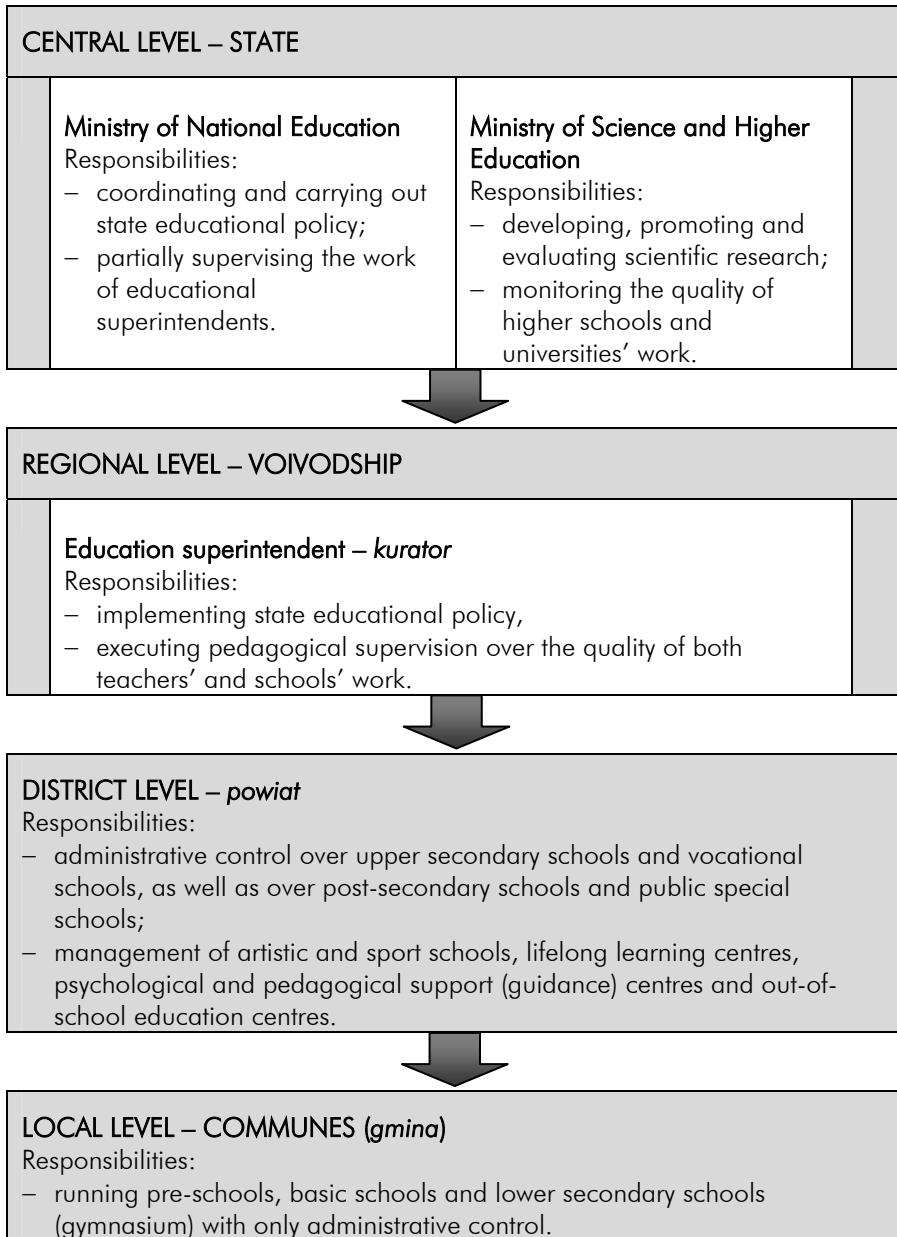 CENTRAL LEVEL – STATE
Ministry of National Education
Responsibilities:
– coordinating and carrying out
state educational policy;
– partially supervising the work
of educational
superintendents.
Ministry of Science and Higher
Education
Responsibilities:
– developing, promoting and
evaluating scientific research;
– monitoring the quality of
higher schools and
universities’ work.
REGIONAL LEVEL – VOIVODSHIP
Education superintendent – kurator
Responsibilities:
– implementing state educational policy,
– executing pedagogical supervision over the quality of both
teachers’ and schools’ work.
DISTRICT LEVEL – powiat
Responsibilities:
– administrative control over upper secondary schools and vocational
schools, as well as over post-secondary schools and public special
schools;
– management of artistic and sport schools, lifelong learning centres,
psychological and pedagogical support (guidance) centres and out-of-
school education centres.
LOCAL LEVEL – COMMUNES (gmina)
Responsibilities:
– running pre-schools, basic schools and lower secondary schools
(gymnasium) with only administrative control.